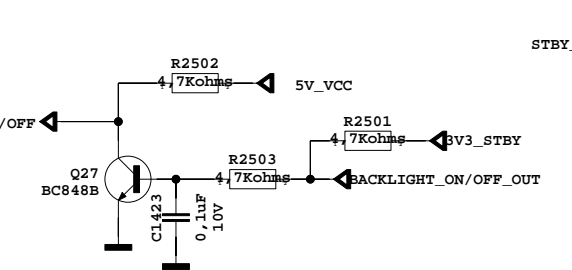 STBY_
R2502
4,7Kohms
5V_VCC
/OFF
R2501
4,7Kohms
3V3_STBY
Q27
BC848B
R2503
4,7Kohms
BACKLIGHT_ON/OFF_OUT
C1423
0,1uF
10V